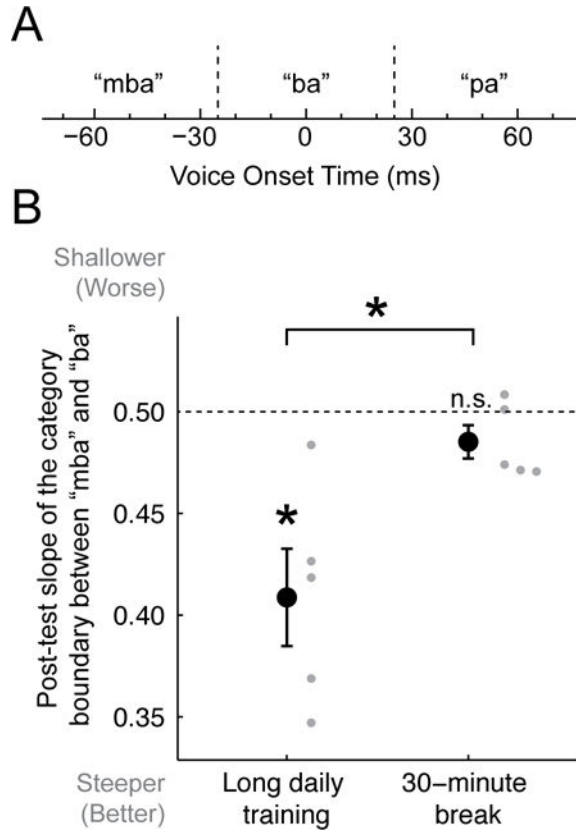 A
“mba” “ba” “pa”
−60 −30 0 30 60
Voice Onset Time (ms)
B
Shallower
(Worse)
Post-test slope of the category
boundary between “mba” and “ba”
*
n.s.
0.50
0.45
*
0.40
0.35
Steeper
(Better)
Long daily
training
30−minute
break